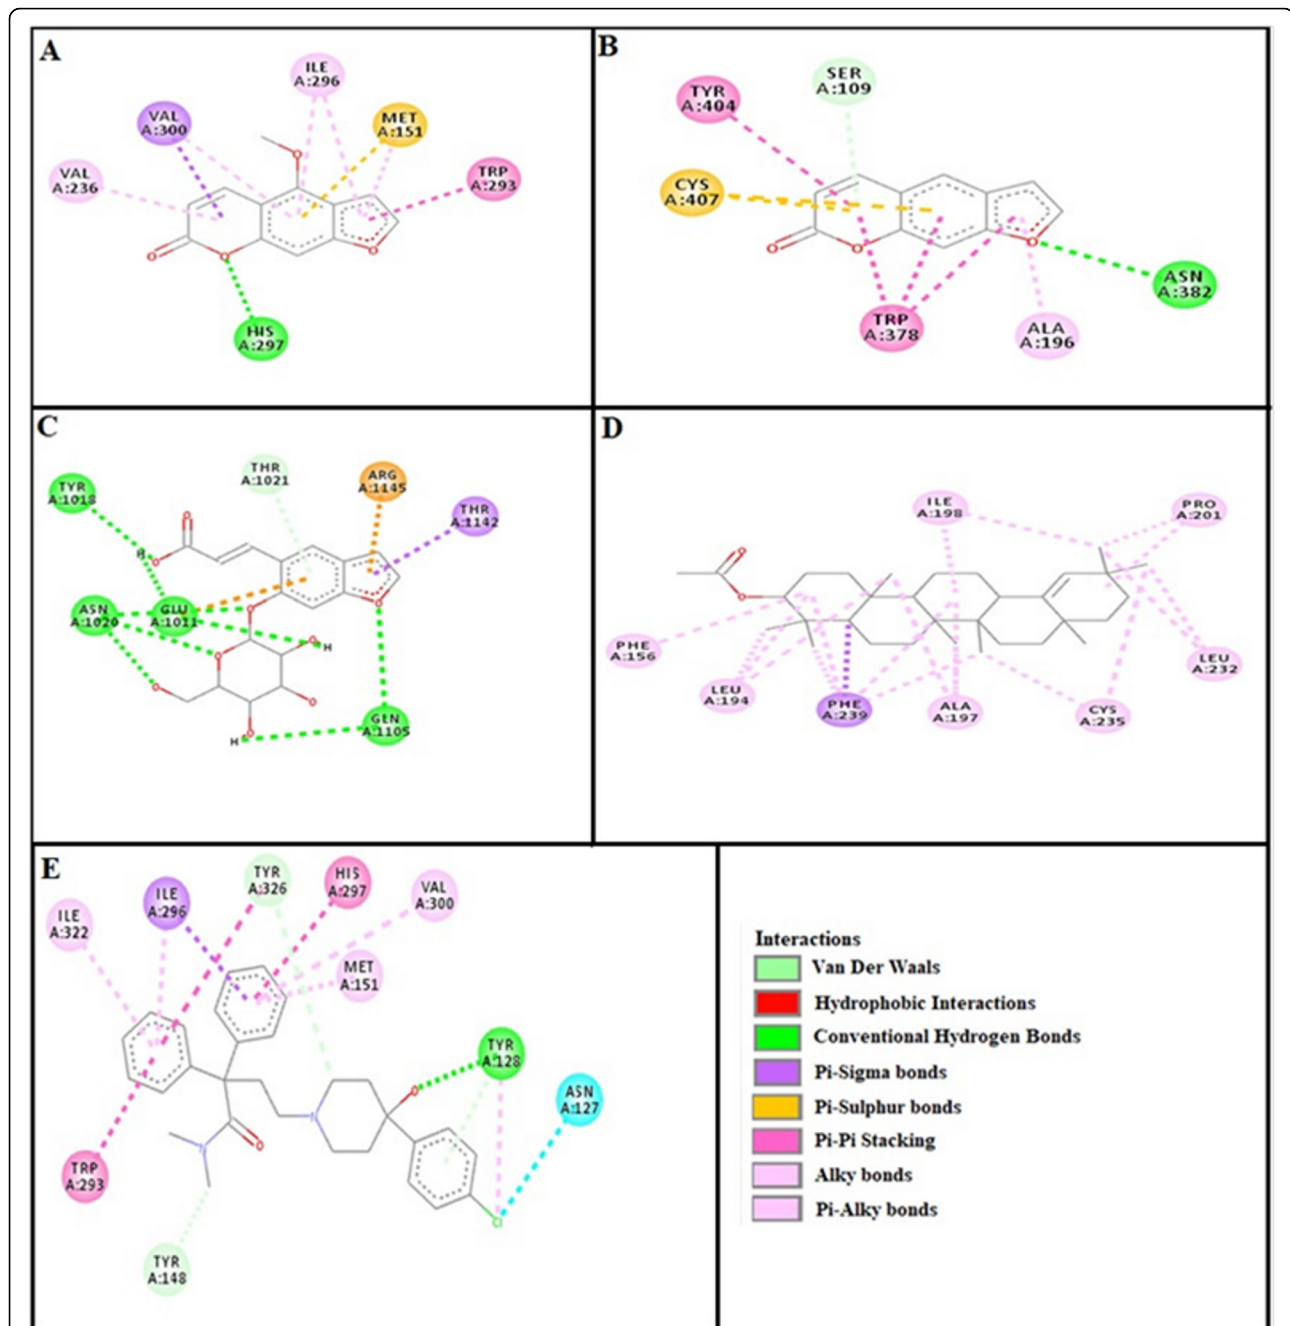 A
ILE
A:296
VAL
A:300
MET
A:151
VAL
A:236
TRP
A:293
O
O
O
O
HIS
A:297
B
SER
A:109
TYR
A:404
CYS
A:407
O
O
O
ASN
A:382
TRP
A:378
ALA
A:196
C
THR
A:1021
ARG
A:1145
TYR
A:1018
THR
A:1142
O
H
O
ASN
A:1020
GLU
A:1011
O
O
O
O
H
O
O
O
H
GLN
A:1105
D
ILE
A:198
PRO
A:201
O
O
PHE
A:156
LEU
A:232
LEU
A:194
PHE
A:239
ALA
A:197
CYS
A:235
E
TYR
A:326
HIS
A:297
ILE
A:296
VAL
A:300
ILE
A:322
MET
A:151
TYR
A:128
ASN
A:127
O
N
N
O
TRP
A:293
Cl
TYR
A:148
Interactions
Van Der Waals
Hydrophobic Interactions
Conventional Hydrogen Bonds
Pi-Sigma bonds
Pi-Sulphur bonds
Pi-Pi Stacking
Alky bonds
Pi-Alky bonds